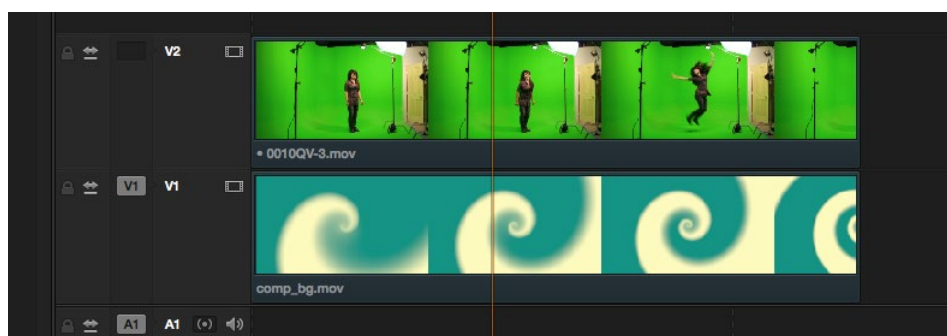 V2
• 0010QV-3.mov
V1 V1
comp_bg.mov
A1 A1